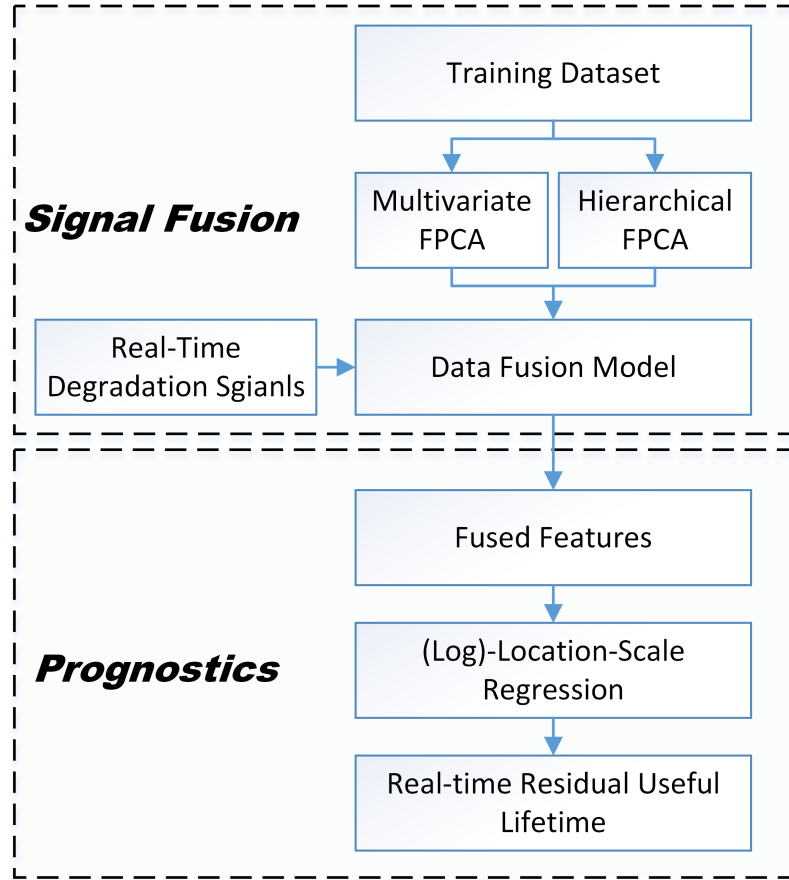 Training Dataset
Multivariate
FPCA
Hierarchical
FPCA
Signal Fusion
Real-Time
Degradation Sgianls
Data Fusion Model
Fused Features
(Log)-Location-Scale
Regression
Prognostics
Real-time Residual Useful
Lifetime